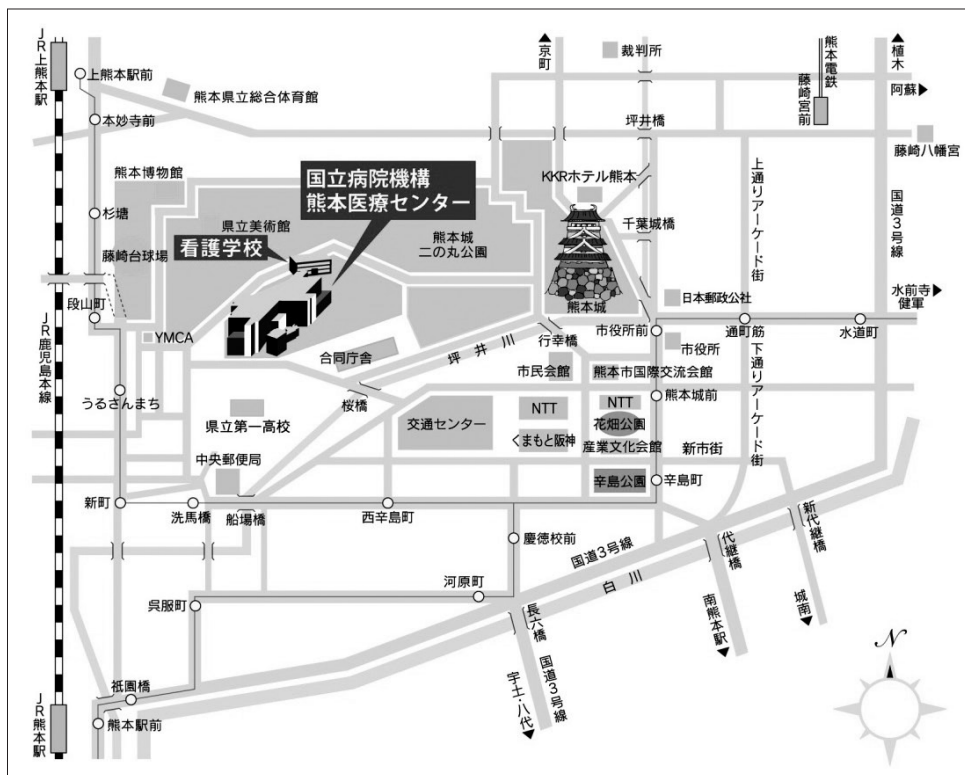 JR上熊本駅
上熊本駅前
本妙寺前
熊本県立総合体育館
京町
裁判所
熊本電鉄
藤崎宮前
植木
阿蘇
坪井橋
藤崎八幡宮
熊本博物館
国立病院機構
熊本医療センター
KKRホテル熊本
上通りアーケード街
国道3号線
杉塘
県立美術館
看護学校
熊本城
二の丸公園
千葉城橋
藤崎台球場
段山町
熊本城
日本郵政公社
水前寺
健軍
JR鹿児島本線
YMCA
合同庁舎
坪井川
行幸橋
市役所前
通町筋
水道町
市役所
市民会館
熊本市国際交流会館
下通りアーケード街
うるさんまち
桜橋
白川
熊本城前
県立第一高校
交通センター
NTT
NTT
花畑公園
くまもと阪神
産業文化会館
新市街
中央郵便局
辛島公園
辛島町
新町
洗馬橋
船場橋
西辛島町
慶徳校前
国道3号線
白川
代継橋
新代継橋
河原町
呉服町
長六橋
国道3号線
南熊本駅
城南
宇土・八代
祇園橋
JR熊本駅
熊本駅前
N